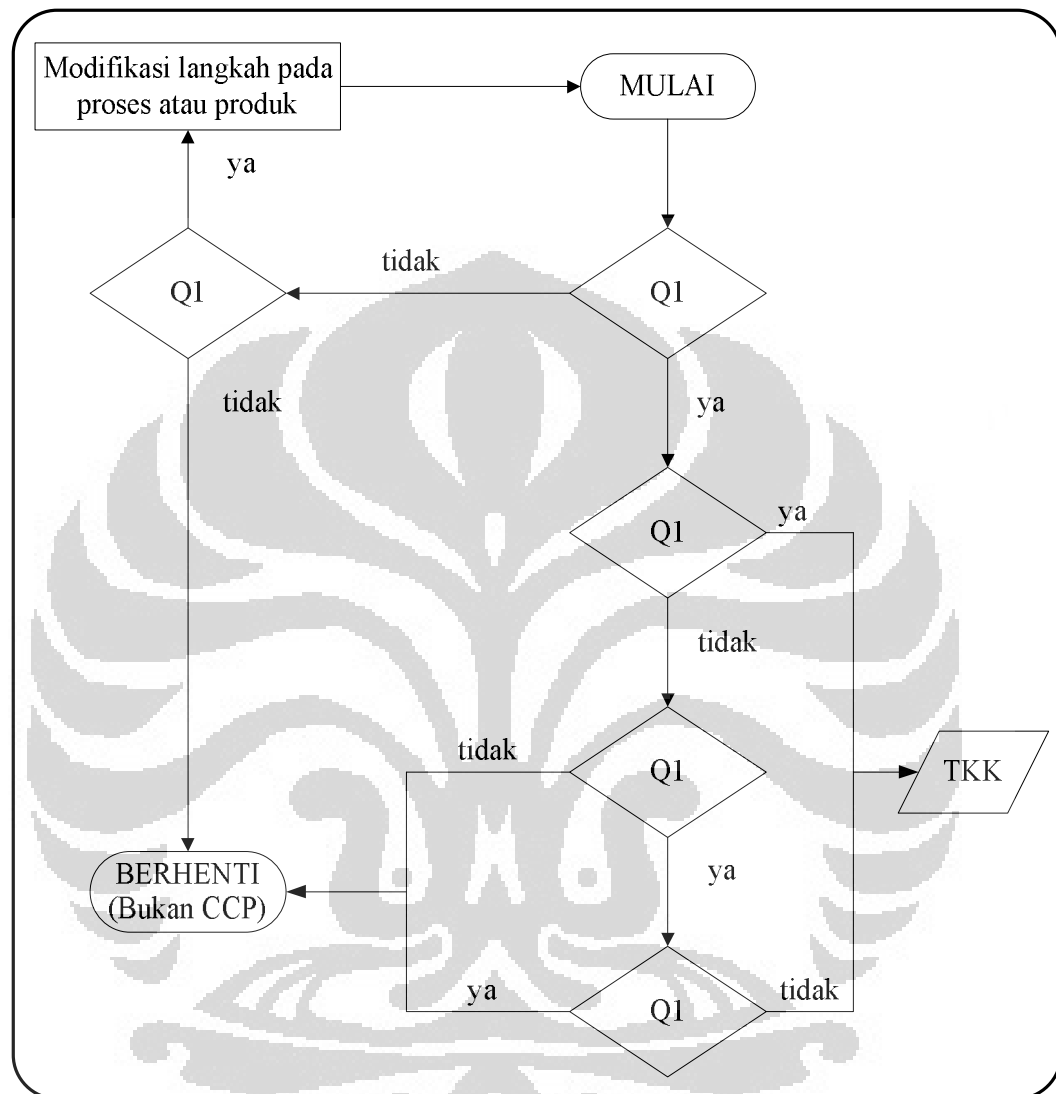 Modifikasi langkah pada
proses atau produk
MULAI
ya
tidak
Q1
Q1
tidak
ya
Q1
ya
tidak
tidak
Q1
TKK
ya
BERHENTI
(Bukan CCP)
ya
Q1
tidak